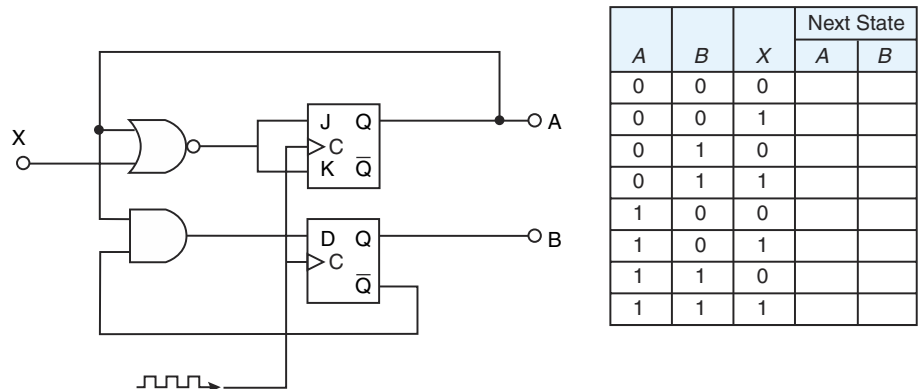 X
J Q
C
K Q̅
A
D Q
C
Q̅
B
Next State
A B X A B
0 0 0
0 0 1
0 1 0
0 1 1
1 0 0
1 0 1
1 1 0
1 1 1